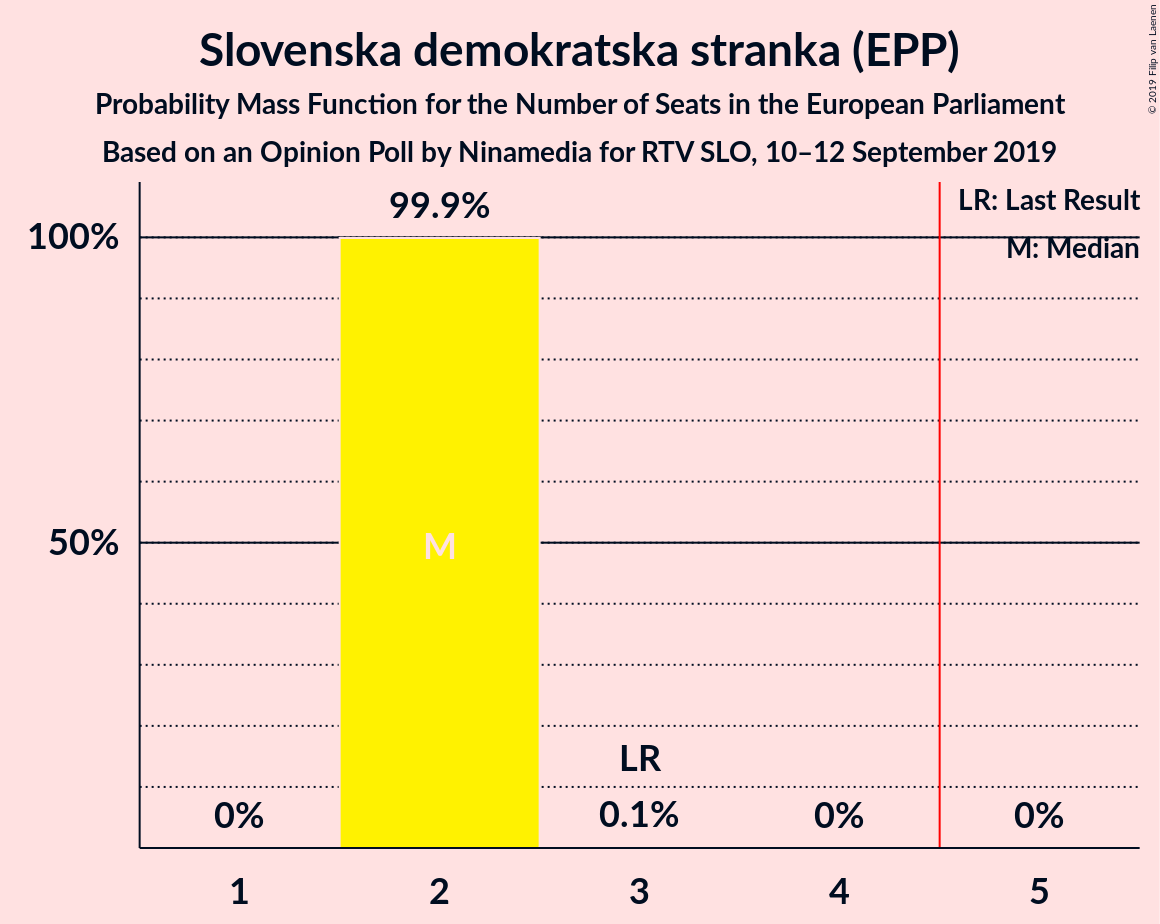 Slovenska demokratska stranka (EPP)
Probability Mass Function for the Number of Seats in the European Parliament
Based on an Opinion Poll by Ninamedia for RTV SLO, 10–12 September 2019
© 2019 Filip van Laenen
99.9%
LR: Last Result
100%
M: Median
50%
M
LR
0%
0.1%
0%
0%
1
2
3
4
5